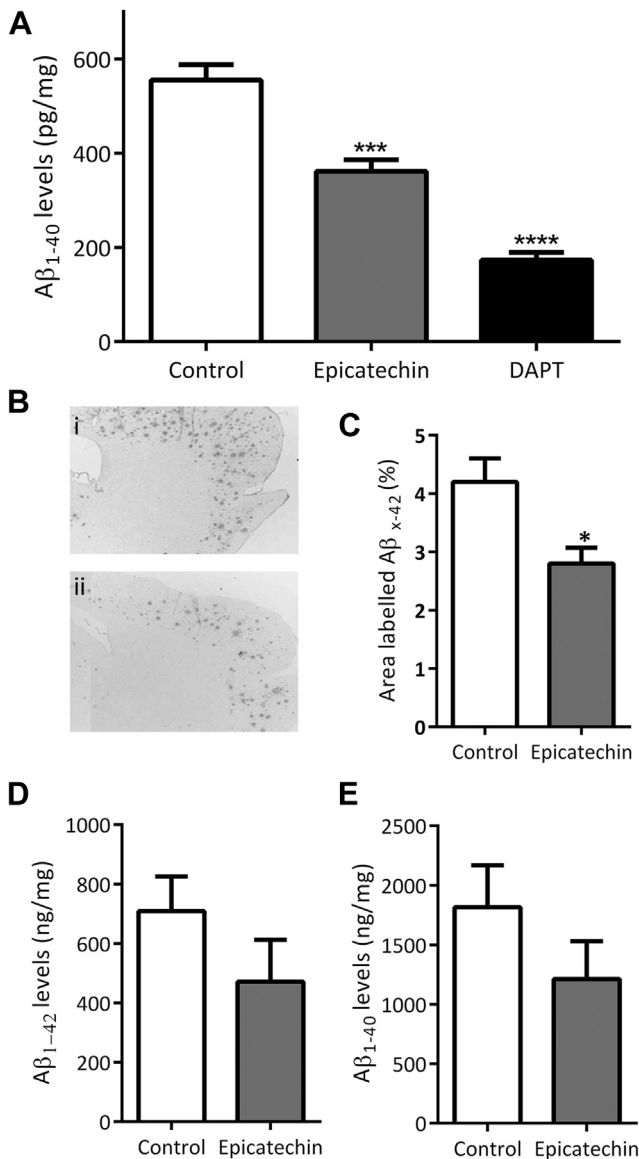 A
Aβ1-40 levels (pg/mg)
600
400
200
0
***
****
Control Epicatechin DAPT
B
i
ii
C
Area labelled Aβ x-42 (%)
5
4
3
2
1
0
*
Control Epicatechin
D
Aβ1–42 levels (ng/mg)
1000
800
600
400
200
0
Control Epicatechin
E
Aβ1-40 levels (ng/mg)
2500
2000
1500
1000
500
0
Control Epicatechin